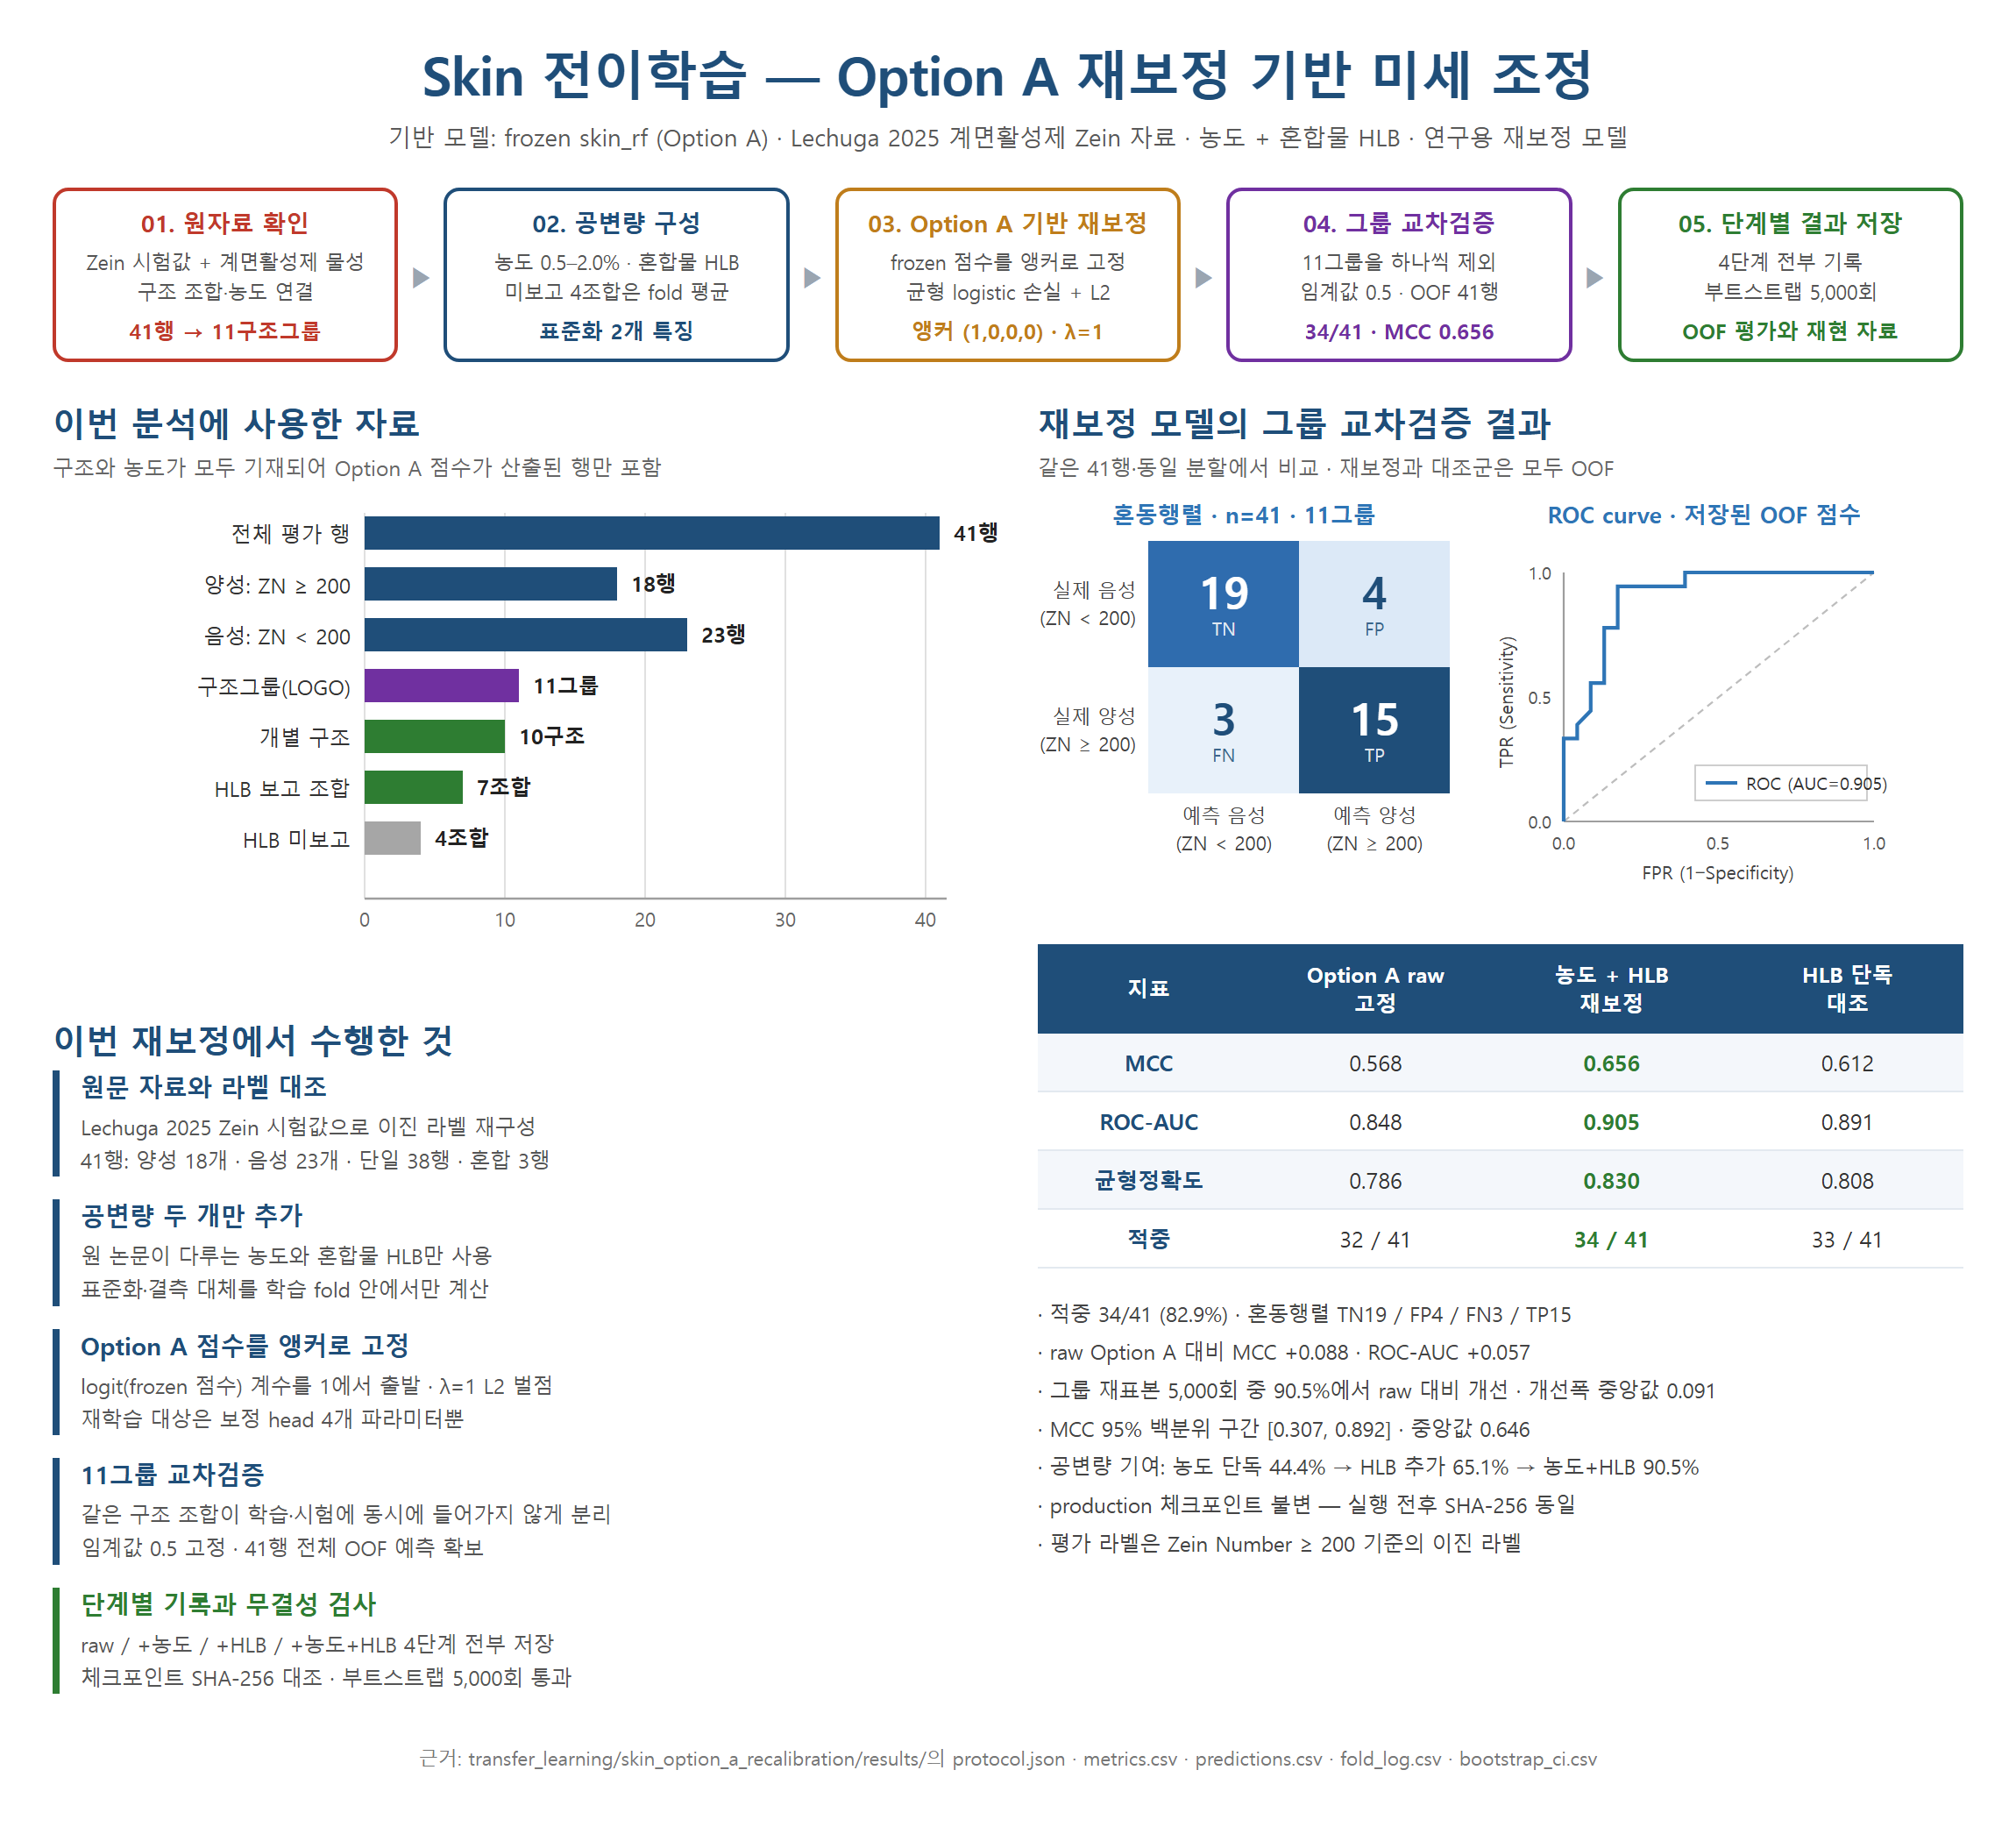 Skin 전이학습 — Option A 재보정 기반 미세 조정
기반 모델: frozen skin_rf (Option A) · Lechuga 2025 계면활성제 Zein 자료 · 농도 + 혼합물 HLB · 연구용 재보정 모델
01. 원자료 확인
Zein 시험값 + 계면활성제 물성
구조 조합·농도 연결
41행 → 11구조그룹
02. 공변량 구성
농도 0.5–2.0% · 혼합물 HLB
미보고 4조합은 fold 평균
표준화 2개 특징
03. Option A 기반 재보정
frozen 점수를 앵커로 고정
균형 logistic 손실 + L2
앵커 (1,0,0,0) · λ=1
04. 그룹 교차검증
11그룹을 하나씩 제외
임계값 0.5 · OOF 41행
34/41 · MCC 0.656
05. 단계별 결과 저장
4단계 전부 기록
부트스트랩 5,000회
OOF 평가와 재현 자료
이번 분석에 사용한 자료
구조와 농도가 모두 기재되어 Option A 점수가 산출된 행만 포함
전체 평가 행 41행
양성: ZN ≥ 200 18행
음성: ZN < 200 23행
구조그룹(LOGO) 11그룹
개별 구조 10구조
HLB 보고 조합 7조합
HLB 미보고 4조합
0 10 20 30 40
이번 재보정에서 수행한 것
원문 자료와 라벨 대조
Lechuga 2025 Zein 시험값으로 이진 라벨 재구성
41행: 양성 18개 · 음성 23개 · 단일 38행 · 혼합 3행
공변량 두 개만 추가
원 논문이 다루는 농도와 혼합물 HLB만 사용
표준화·결측 대체를 학습 fold 안에서만 계산
Option A 점수를 앵커로 고정
logit(frozen 점수) 계수를 1에서 출발 · λ=1 L2 벌점
재학습 대상은 보정 head 4개 파라미터뿐
11그룹 교차검증
같은 구조 조합이 학습·시험에 동시에 들어가지 않게 분리
임계값 0.5 고정 · 41행 전체 OOF 예측 확보
단계별 기록과 무결성 검사
raw / +농도 / +HLB / +농도+HLB 4단계 전부 저장
체크포인트 SHA-256 대조 · 부트스트랩 5,000회 통과
재보정 모델의 그룹 교차검증 결과
같은 41행·동일 분할에서 비교 · 재보정과 대조군은 모두 OOF
혼동행렬 · n=41 · 11그룹
실제 음성
(ZN < 200)
19
TN
4
FP
실제 양성
(ZN ≥ 200)
3
FN
15
TP
예측 음성
(ZN < 200)
예측 양성
(ZN ≥ 200)
ROC curve · 저장된 OOF 점수
TPR (Sensitivity)
1.0
0.5
0.0
ROC (AUC=0.905)
0.0 0.5 1.0
FPR (1−Specificity)
지표
Option A raw
고정
농도 + HLB
재보정
HLB 단독
대조
MCC 0.568 0.656 0.612
ROC-AUC 0.848 0.905 0.891
균형정확도 0.786 0.830 0.808
적중 32 / 41 34 / 41 33 / 41
· 적중 34/41 (82.9%) · 혼동행렬 TN19 / FP4 / FN3 / TP15
· raw Option A 대비 MCC +0.088 · ROC-AUC +0.057
· 그룹 재표본 5,000회 중 90.5%에서 raw 대비 개선 · 개선폭 중앙값 0.091
· MCC 95% 백분위 구간 [0.307, 0.892] · 중앙값 0.646
· 공변량 기여: 농도 단독 44.4% → HLB 추가 65.1% → 농도+HLB 90.5%
· production 체크포인트 불변 — 실행 전후 SHA-256 동일
· 평가 라벨은 Zein Number ≥ 200 기준의 이진 라벨
근거: transfer_learning/skin_option_a_recalibration/results/의 protocol.json · metrics.csv · predictions.csv · fold_log.csv · bootstrap_ci.csv